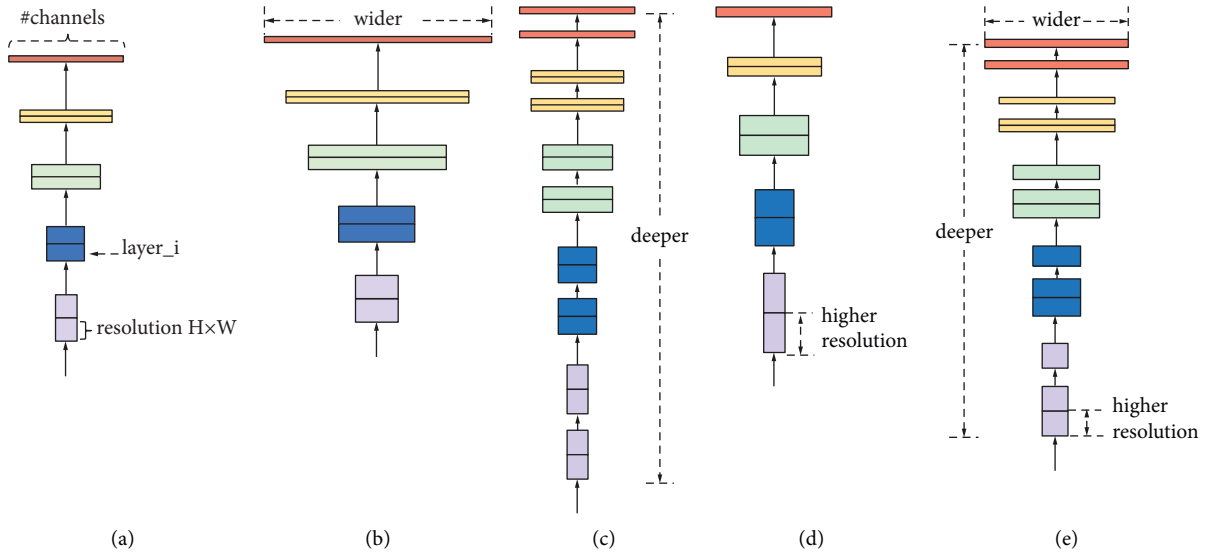 #channels
layer_i
resolution H×W
(a)
wider
(b)
deeper
(c)
higher
resolution
(d)
wider
deeper
higher
resolution
(e)